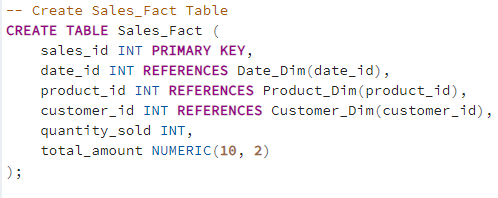 -- Create Sales_Fact Table
CREATE TABLE Sales_Fact (
    sales_id INT PRIMARY KEY,
    date_id INT REFERENCES Date_Dim(date_id),
    product_id INT REFERENCES Product_Dim(product_id),
    customer_id INT REFERENCES Customer_Dim(customer_id),
    quantity_sold INT,
    total_amount NUMERIC(10, 2)
);